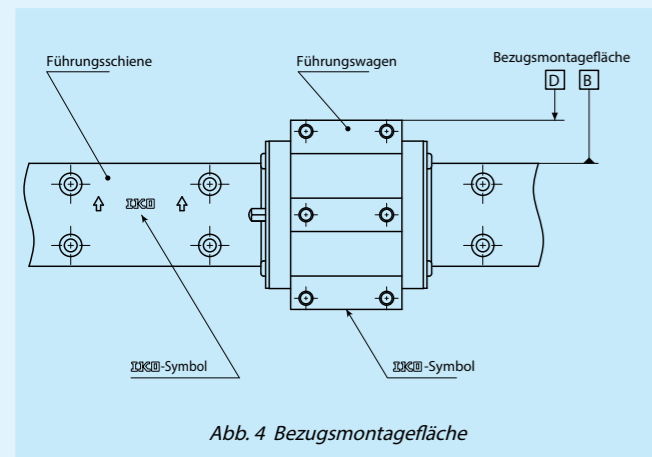 Führungsschiene
Führungswagen
Bezugsmontagefläche
D B
IKO
IKO-Symbol
IKO-Symbol
Abb. 4 Bezugsmontagefläche